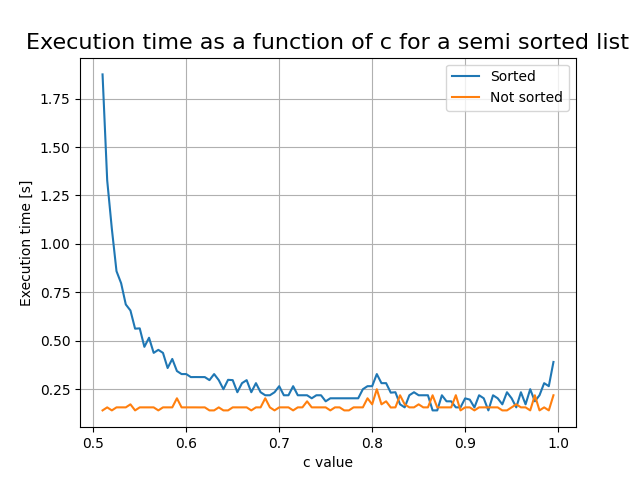 Execution time as a function of c for a semi sorted list
Sorted
Not sorted
1.75
1.50
1.25
1.00
0.75
0.50
0.25
Execution time [s]
0.5 0.6 0.7 0.8 0.9 1.0
c value